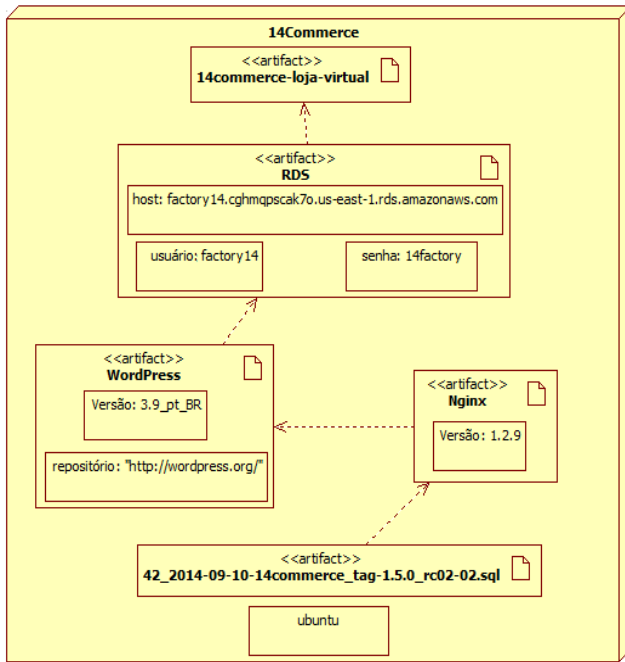 14Commerce
<<artifact>>
14commerce-loja-virtual
<<artifact>>
RDS
host: factory14.cghmqpscak7o.us-east-1.rds.amazonaws.com
usuário: factory14
senha: 14factory
<<artifact>>
WordPress
Versão: 3.9_pt_BR
repositório: "http://wordpress.org/"
<<artifact>>
Nginx
Versão: 1.2.9
<<artifact>>
42_2014-09-10-14commerce_tag-1.5.0_rc02-02.sql
ubuntu